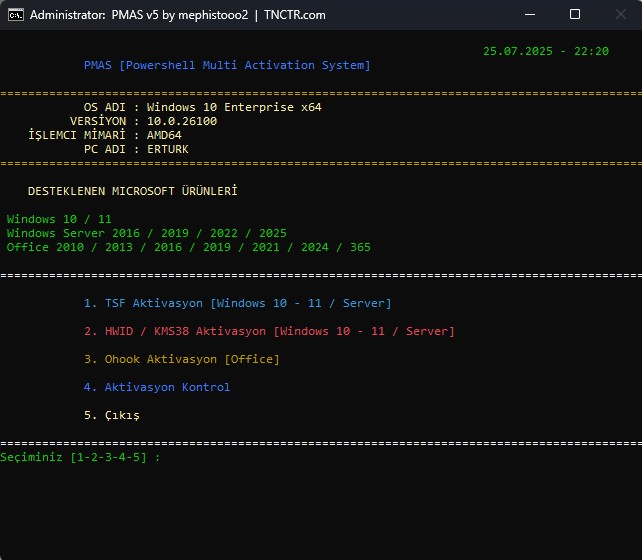 Administrator: PMAS v5 by mephistooo2 | TNCTR.com
25.07.2025 - 22:20
PMAS [Powershell Multi Activation System]
================================================================================
OS ADI : Windows 10 Enterprise x64
VERSİYON : 10.0.26100
İŞLEMCI MİMARİ : AMD64
PC ADI : ERTURK
================================================================================
DESTEKLENEN MICROSOFT ÜRÜNLERİ
Windows 10 / 11
Windows Server 2016 / 2019 / 2022 / 2025
Office 2010 / 2013 / 2016 / 2019 / 2021 / 2024 / 365
================================================================================
1. TSF Aktivasyon [Windows 10 - 11 / Server]
2. HWID / KMS38 Aktivasyon [Windows 10 - 11 / Server]
3. Ohook Aktivasyon [Office]
4. Aktivasyon Kontrol
5. Çıkış
================================================================================
Seçiminiz [1-2-3-4-5] :